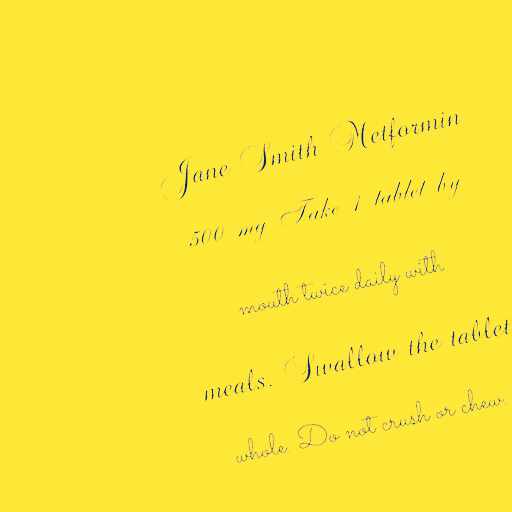 Jane Smith Metformin
500 mg Take 1 tablet by
mouth twice daily with
meals. Swallow the tablet
whole. Do not crush or chew.